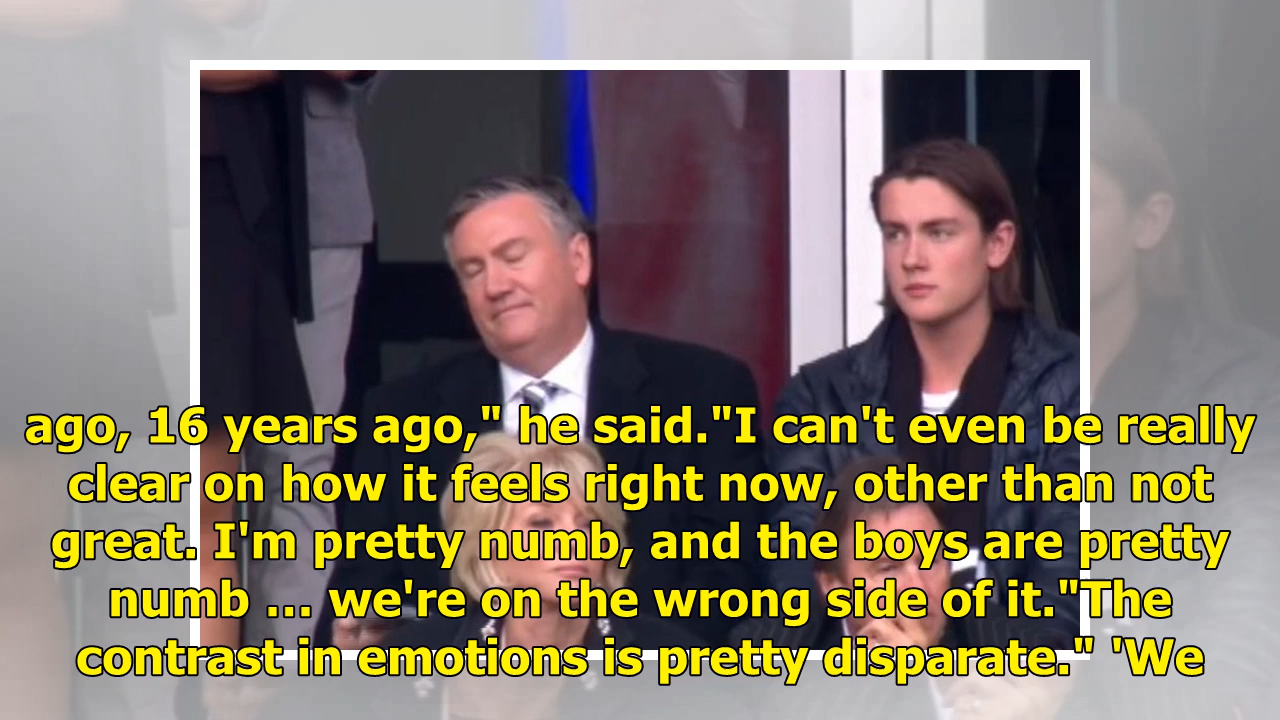 ago, 16 years ago," he said."I can't even be really
clear on how it feels right now, other than not
great. I'm pretty numb, and the boys are pretty
numb ... we're on the wrong side of it."The
contrast in emotions is pretty disparate." 'We